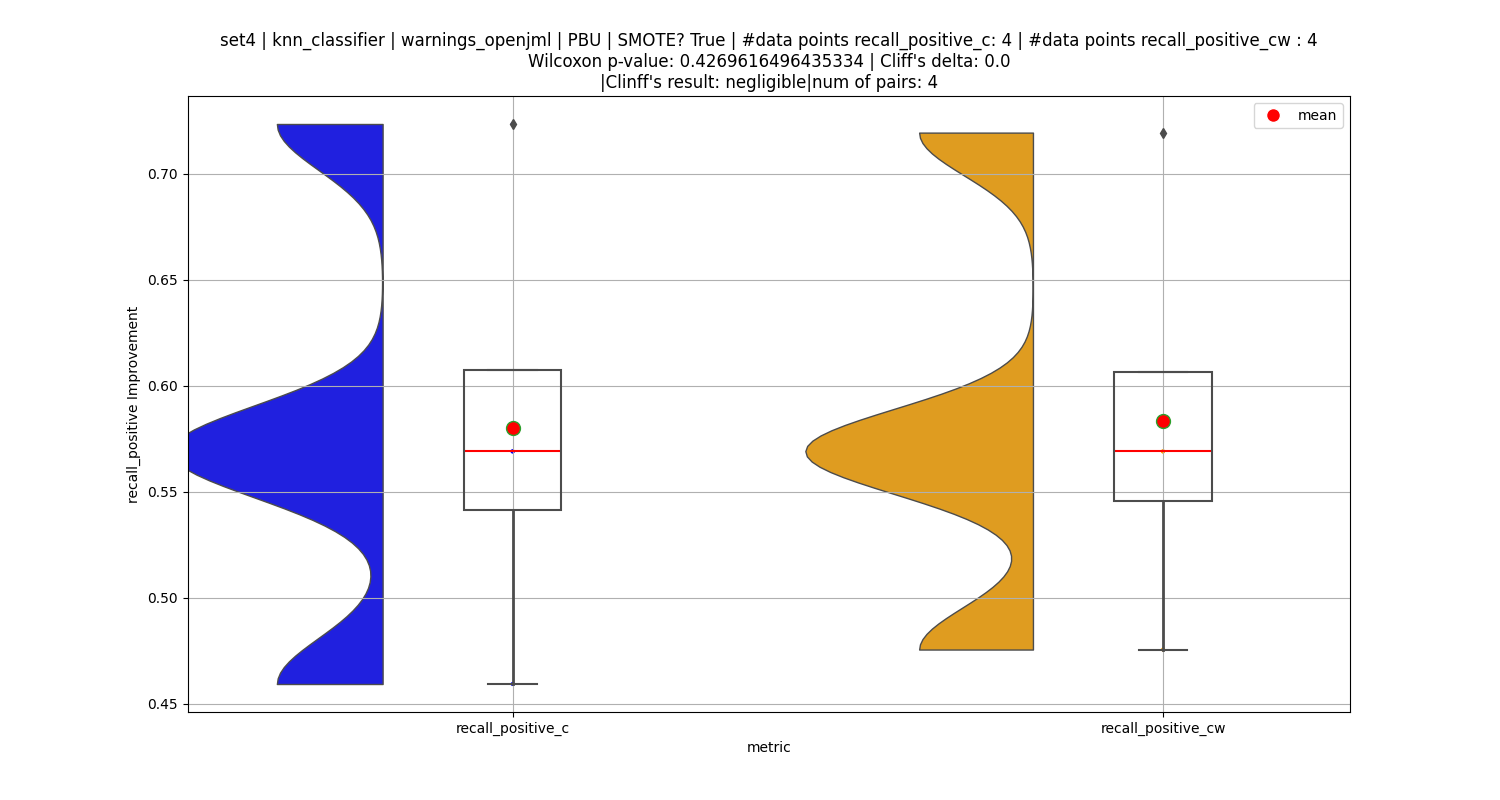 set4 | knn_classifier | warnings_openjml | PBU | SMOTE? True | #data points recall_positive_c: 4 | #data points recall_positive_cw : 4
Wilcoxon p-value: 0.4269616496435334 | Cliff's delta: 0.0
|Clinff's result: negligible|num of pairs: 4
mean
0.70
0.65
0.60
0.55
0.50
0.45
recall_positive Improvement
recall_positive_c
recall_positive_cw
metric